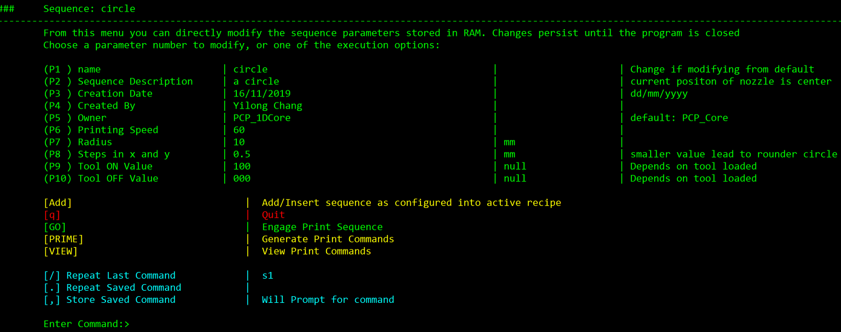 ### Sequence: circle
From this menu you can directly modify the sequence parameters stored in RAM. Changes persist until the program is closed
Choose a parameter number to modify, or one of the execution options:
(P1 ) name | circle | | Change if modifying from default
(P2 ) Sequence Description | a circle | | current positon of nozzle is center
(P3 ) Creation Date | 16/11/2019 | | dd/mm/yyyy
(P4 ) Created By | Yilong Chang | |
(P5 ) Owner | PCP_1DCore | | default: PCP_Core
(P6 ) Printing Speed | 60 | |
(P7 ) Radius | 10 | mm |
(P8 ) Steps in x and y | 0.5 | mm | smaller value lead to rounder circle
(P9 ) Tool ON Value | 100 | null | Depends on tool loaded
(P10) Tool OFF Value | 000 | null | Depends on tool loaded
[Add] | Add/Insert sequence as configured into active recipe
[q] | Quit
[GO] | Engage Print Sequence
[PRIME] | Generate Print Commands
[VIEW] | View Print Commands
[/] Repeat Last Command | s1
[.] Repeat Saved Command |
[,] Store Saved Command | Will Prompt for command
Enter Command:>